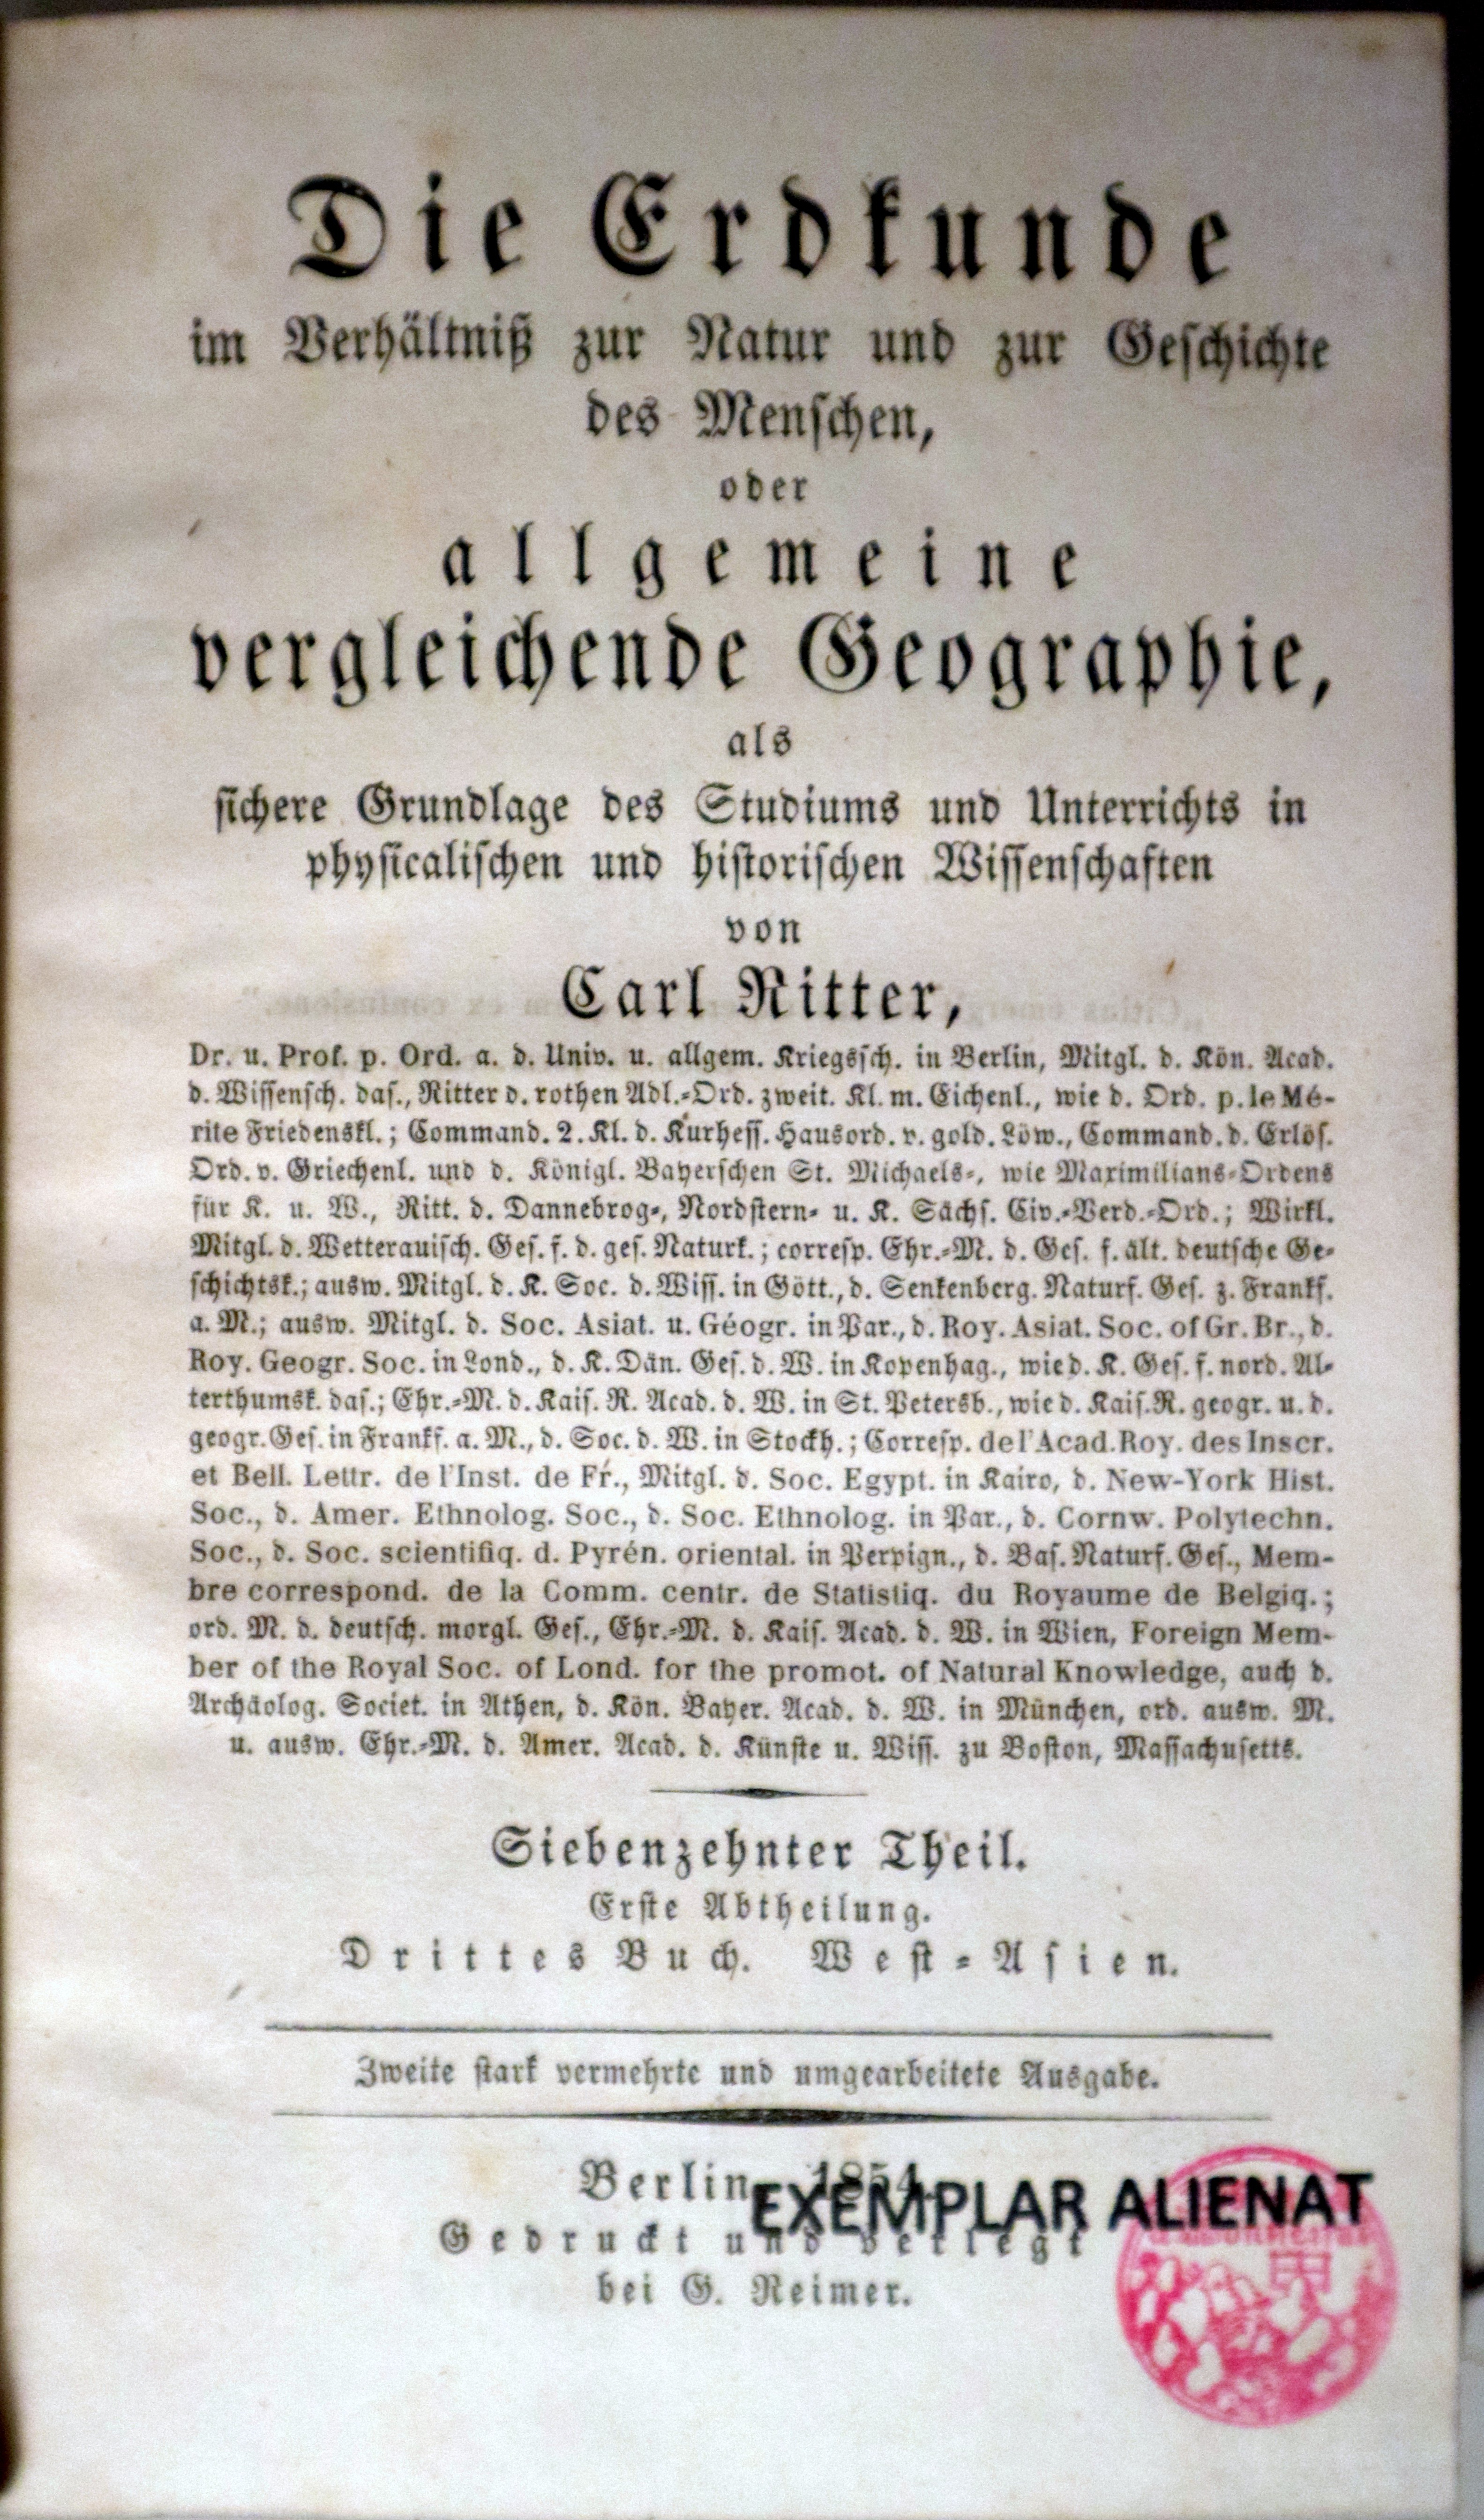 Die Erdkunde
im Verhältniß zur Natur und zur Geschichte
des Menschen,
oder
allgemeine
vergleichende Geographie,
als
sichere Grundlage des Studiums und Unterrichts in
physicalischen und historischen Wissenschaften
von
Carl Ritter,
Dr. u. Prof. p. Ord. a. d. Univ. u. allgem. Kriegssch. in Berlin, Mitgl. d. Kön. Acad.
d. Wissensch. das., Ritter d. rothen Adl.-Ord. zweit. Kl. m. Eichenl., wie d. Ord. p. le Mé-
rite Friedenskl.; Command. 2. Kl. d. Kurhess. Hausord. v. gold. Löw., Command. d. Erlös.
Ord. v. Griechenl. und d. Königl. Bayerschen St. Michaels-, wie Maximilians-Ordens
für K. u. W., Ritt. d. Dannebrog-, Nordstern- u. K. Sächs. Civ.-Verd.-Ord.; Wirkl.
Mitgl. d. Wetterauisch. Ges. f. d. ges. Naturk.; corresp. Ehr.-M. d. Ges. f. ält. deutsche Ge-
schichtsk.; ausw. Mitgl. d. K. Soc. d. Wiss. in Gött., d. Senkenberg. Naturf. Ges. z. Frankf.
a. M.; ausw. Mitgl. d. Soc. Asiat. u. Géogr. in Par., d. Roy. Asiat. Soc. of Gr. Br., d.
Roy. Geogr. Soc. in Lond., d. K. Dän. Ges. d. W. in Kopenhag., wie d. K. Ges. f. nord. Al-
terthumsk. das.; Ehr.-M. d. Kais. R. Acad. d. W. in St. Petersb., wie d. Kais. R. geogr. u. d.
geogr. Ges. in Frankf. a. M., d. Soc. d. W. in Stockh.; Corresp. de l'Acad. Roy. des Inscr.
et Bell. Lettr. de l'Inst. de Fr., Mitgl. d. Soc. Egypt. in Kairo, d. New-York Hist.
Soc., d. Amer. Ethnolog. Soc., d. Soc. Ethnolog. in Par., d. Cornw. Polytechn.
Soc., d. Soc. scientifiq. d. Pyrén. oriental. in Perpign., d. Bas. Naturf. Ges., Mem-
bre correspond. de la Comm. centr. de Statistiq. du Royaume de Belgiq.;
ord. M. d. deutsch. morgl. Ges., Ehr.-M. d. Kais. Acad. d. W. in Wien, Foreign Mem-
ber of the Royal Soc. of Lond. for the promot. of Natural Knowledge, auch d.
Archäolog. Societ. in Athen, d. Kön. Bayer. Acad. d. W. in München, ord. ausw. M.
u. ausw. Ehr.-M. d. Amer. Acad. d. Künste u. Wiss. zu Boston, Massachusetts.
Siebenzehnter Theil.
Erste Abtheilung.
Drittes Buch. West-Asien.
Zweite stark vermehrte und umgearbeitete Ausgabe.
Berlin, 1854.
EXEMPLAR ALIENAT
Gedruckt und verlegt
bei G. Reimer.